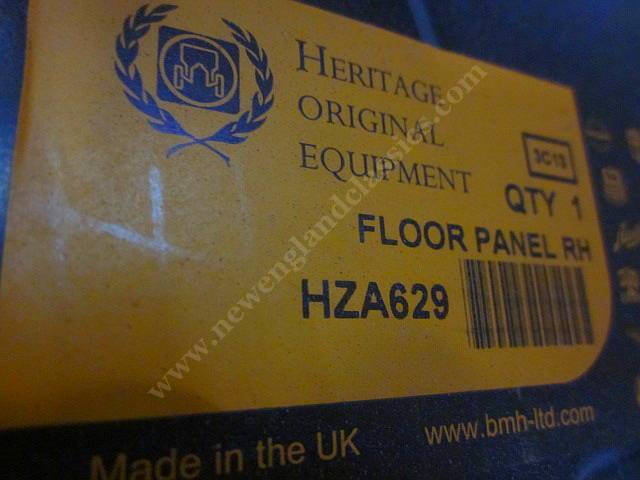 HERITAGE
ORIGINAL
EQUIPMENT
3C13
QTY 1
FLOOR PANEL RH
HZA629
Made in the UK
www.bmh-ltd.com
www.newenglandclassics.com